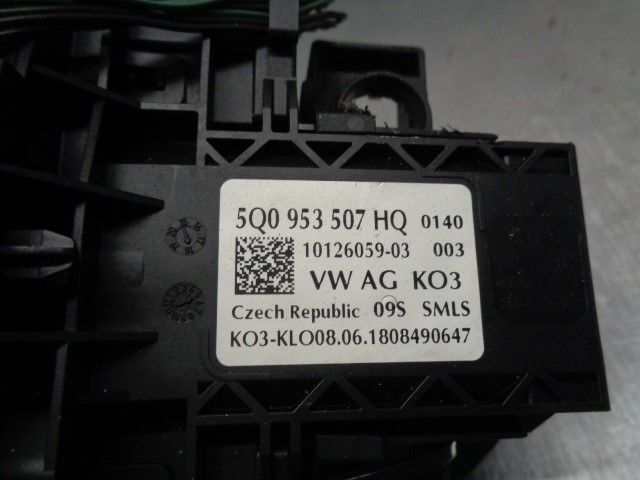 5Q0 953 507 HQ 0140
10126059-03 003
VW AG KO3
Czech Republic 09S SMLS
KO3-KLO08.06.1808490647